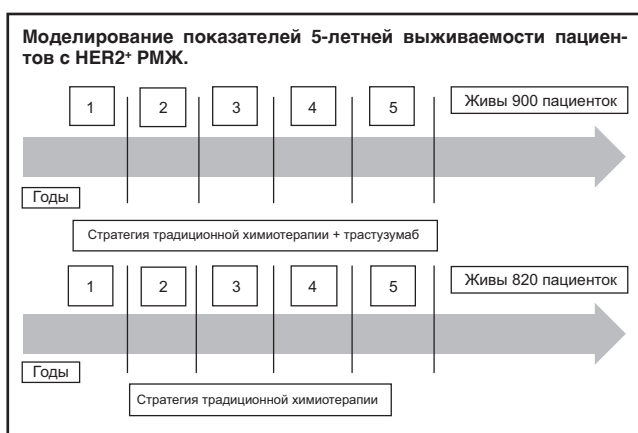 Моделирование показателей 5-летней выживаемости пациен-
тов с HER2⁺ РМЖ.
1 2 3 4 5 Живы 900 пациенток
Годы
Стратегия традиционной химиотерапии + трастузумаб
1 2 3 4 5 Живы 820 пациенток
Годы
Стратегия традиционной химиотерапии